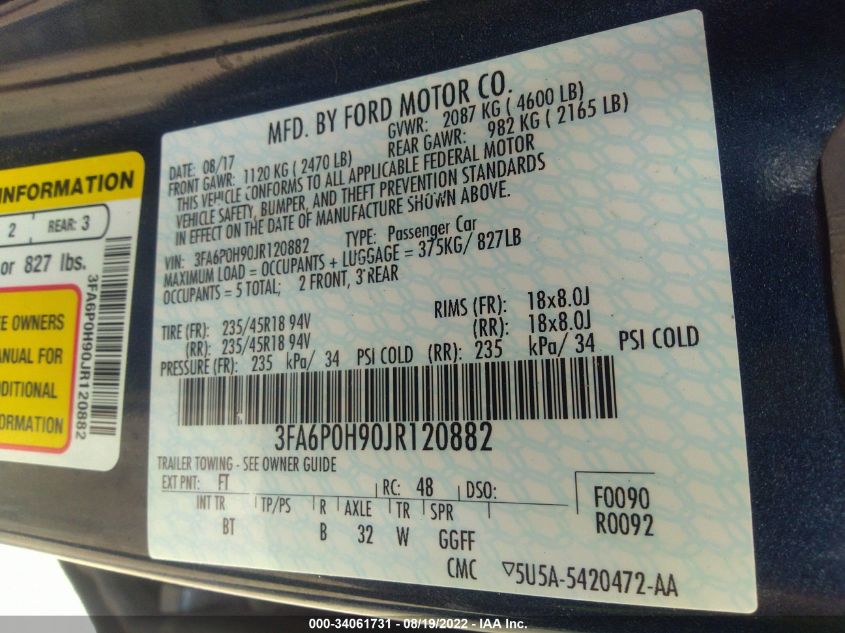 MFD. BY FORD MOTOR CO.
DATE: 08/17 GVWR: 2087 KG ( 4600 LB)
FRONT GAWR: 1120 KG ( 2470 LB) REAR GAWR: 982 KG ( 2165 LB)
THIS VEHICLE CONFORMS TO ALL APPLICABLE FEDERAL MOTOR
VEHICLE SAFETY, BUMPER, AND THEFT PREVENTION STANDARDS
IN EFFECT ON THE DATE OF MANUFACTURE SHOWN ABOVE.
VIN: 3FA6P0H90JR120882 TYPE: Passenger Car
MAXIMUM LOAD = OCCUPANTS + LUGGAGE = 375KG/ 827LB
OCCUPANTS = 5 TOTAL; 2 FRONT, 3 REAR
TIRE (FR): 235/45R18 94V RIMS (FR): 18x8.0J
(RR): 235/45R18 94V (RR): 18x8.0J
PRESSURE (FR): 235 kPa/ 34 PSI COLD (RR): 235 kPa/ 34 PSI COLD
3FA6P0H90JR120882
TRAILER TOWING - SEE OWNER GUIDE
EXT PNT: FT RC: 48 DSO:
INT TR TP/PS R AXLE TR SPR
BT B 32 W GGFF
F0090
R0092
CMC ▽5U5A-5420472-AA
INFORMATION
2 REAR: 3
or 827 lbs.
3FA6P0H90JR120882
OWNERS
FOR
000-34061731 - 08/19/2022 - IAA Inc.